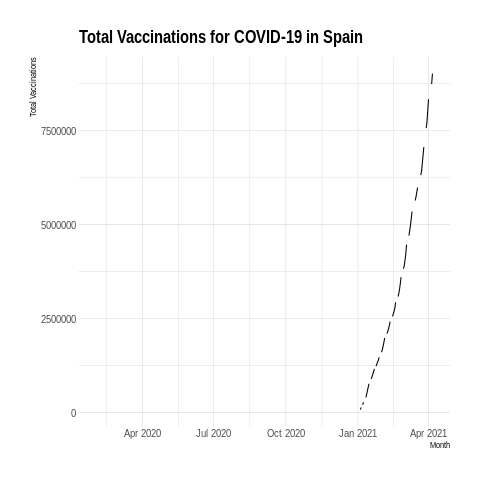 Total Vaccinations for COVID-19 in Spain
Total Vaccinations
7500000
5000000
2500000
0
Apr 2020 Jul 2020 Oct 2020 Jan 2021 Apr 2021
Month